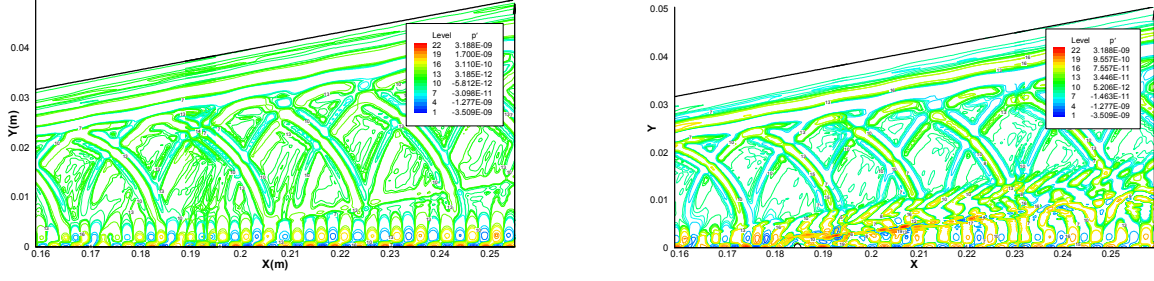 Level p'
22 3.188E-09
19 1.700E-09
16 3.110E-10
13 3.185E-12
10 -5.812E-12
7 -3.098E-11
4 -1.277E-09
1 -3.509E-09
Y(m)
0.04
0.03
0.02
0.01
0
0.16 0.17 0.18 0.19 0.2 0.21 0.22 0.23 0.24 0.25
X(m)
Level p'
22 3.188E-09
19 9.557E-10
16 7.557E-11
13 3.446E-11
10 5.206E-12
7 -1.463E-11
4 -1.277E-09
1 -3.509E-09
Y
0.05
0.04
0.03
0.02
0.01
0
0.16 0.17 0.18 0.19 0.2 0.21 0.22 0.23 0.24 0.25
X